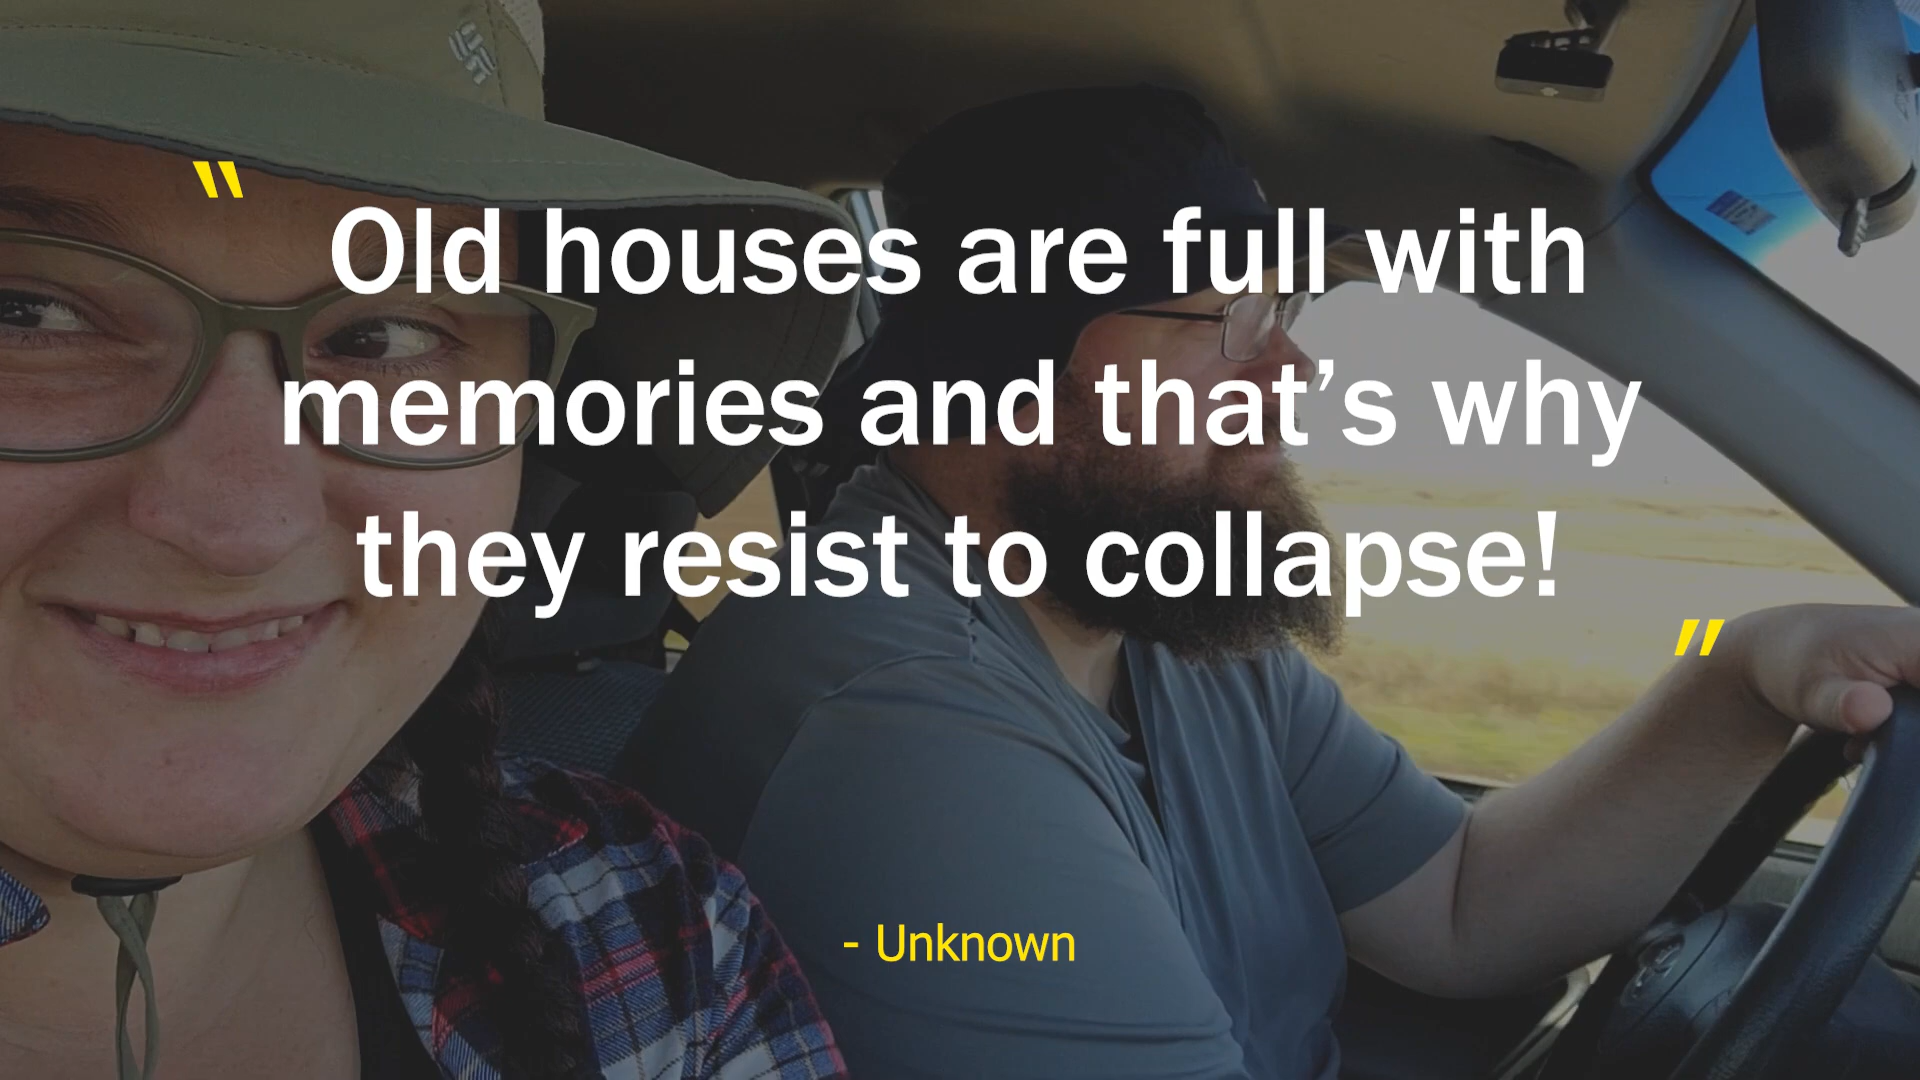 “
Old houses are full with
memories and that’s why
they resist to collapse!
”
- Unknown